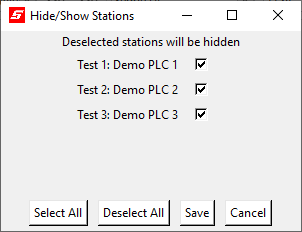 Hide/Show Stations
Deselected stations will be hidden
Test 1: Demo PLC 1
Test 2: Demo PLC 2
Test 3: Demo PLC 3
Select All Deselect All Save Cancel